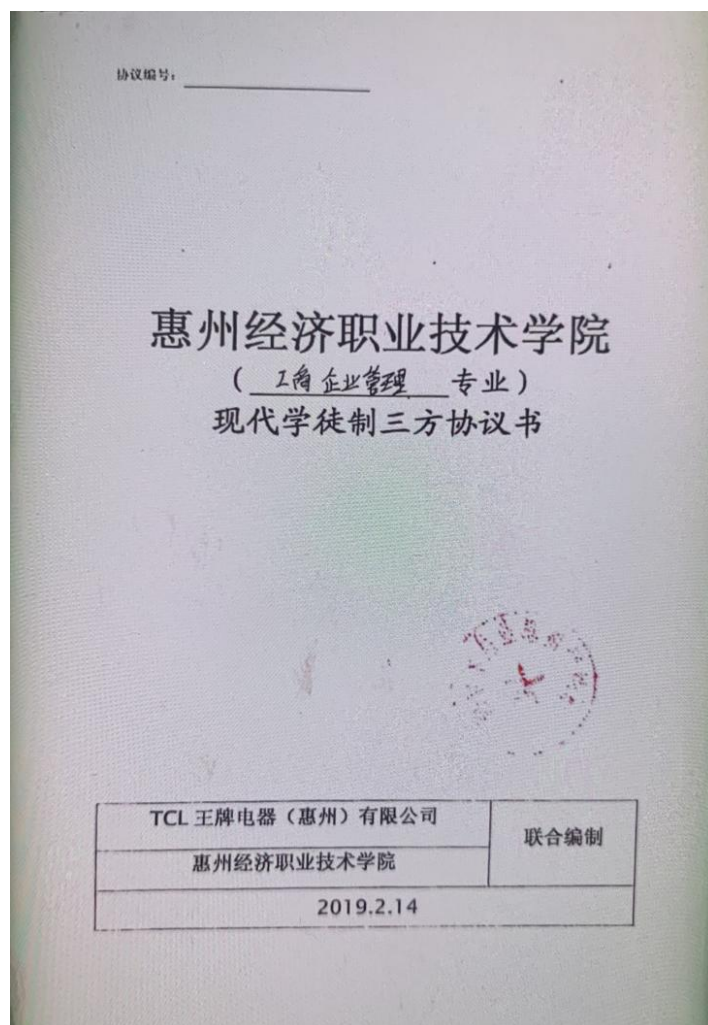 协议编号：
惠州经济职业技术学院
（工商企业管理专业）
现代学徒制三方协议书
TCL 王牌电器（惠州）有限公司
联合编制
惠州经济职业技术学院
2019.2.14